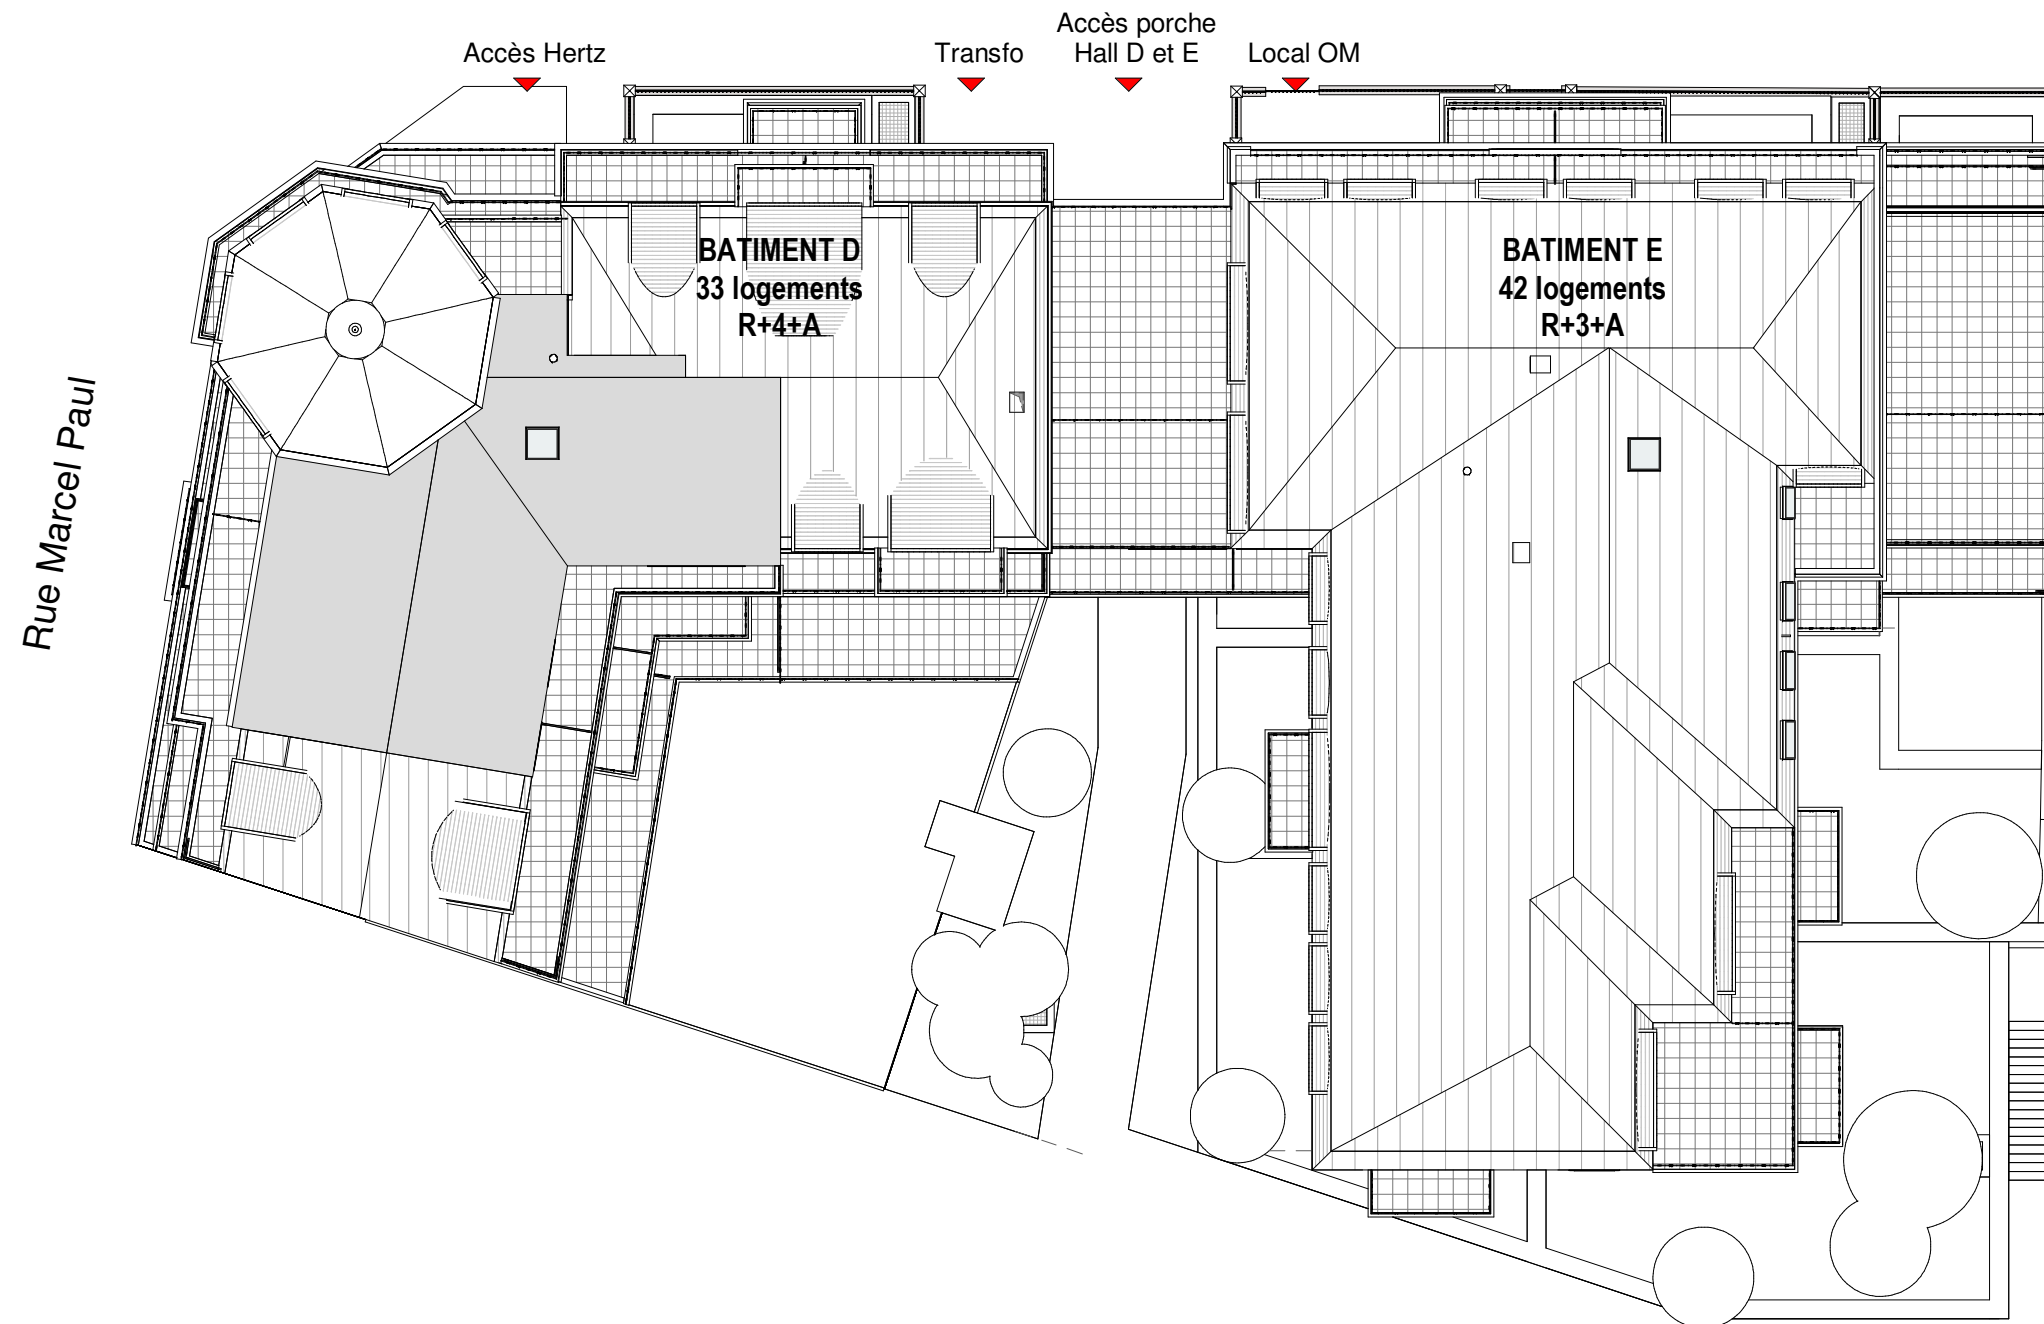 Accès Hertz
Transfo
Accès porche
Hall D et E
Local OM
BATIMENT D
33 logements
R+4+A
BATIMENT E
42 logements
R+3+A
Rue Marcel Paul